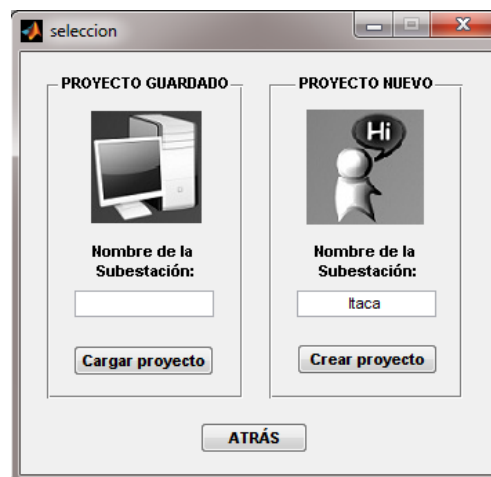 seleccion
PROYECTO GUARDADO
Nombre de la
Subestación:
Cargar proyecto
PROYECTO NUEVO
Hi
Nombre de la
Subestación:
Itaca
Crear proyecto
ATRÁS